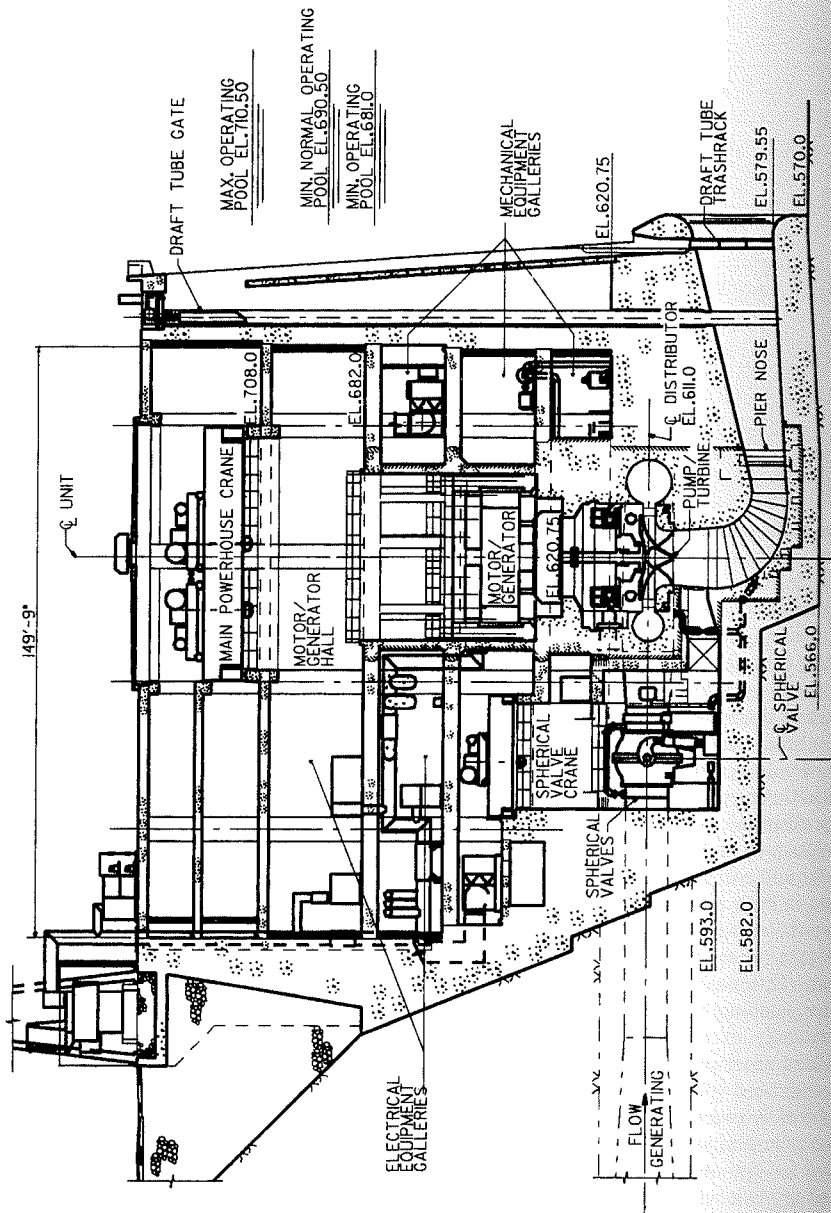 149'-9"
℄ UNIT
DRAFT TUBE GATE
MAX. OPERATING
POOL EL.710.50
MIN. NORMAL OPERATING
POOL EL.690.50
MIN. OPERATING
POOL EL.681.0
MAIN POWERHOUSE CRANE
EL.708.0
MOTOR/
GENERATOR
HALL
EL.682.0
MECHANICAL
EQUIPMENT
GALLERIES
MOTOR/
GENERATOR
EL.620.75
EL.620.75
ELECTRICAL
EQUIPMENT
GALLERIES
SPHERICAL
VALVE
CRANE
SPHERICAL
VALVES
℄ DISTRIBUTOR
EL.611.0
PUMP/
TURBINE
DRAFT TUBE
TRASHRACK
PIER NOSE
EL.579.55
EL.570.0
FLOW
GENERATING
EL.593.0
EL.582.0
℄ SPHERICAL
VALVE
EL.566.0